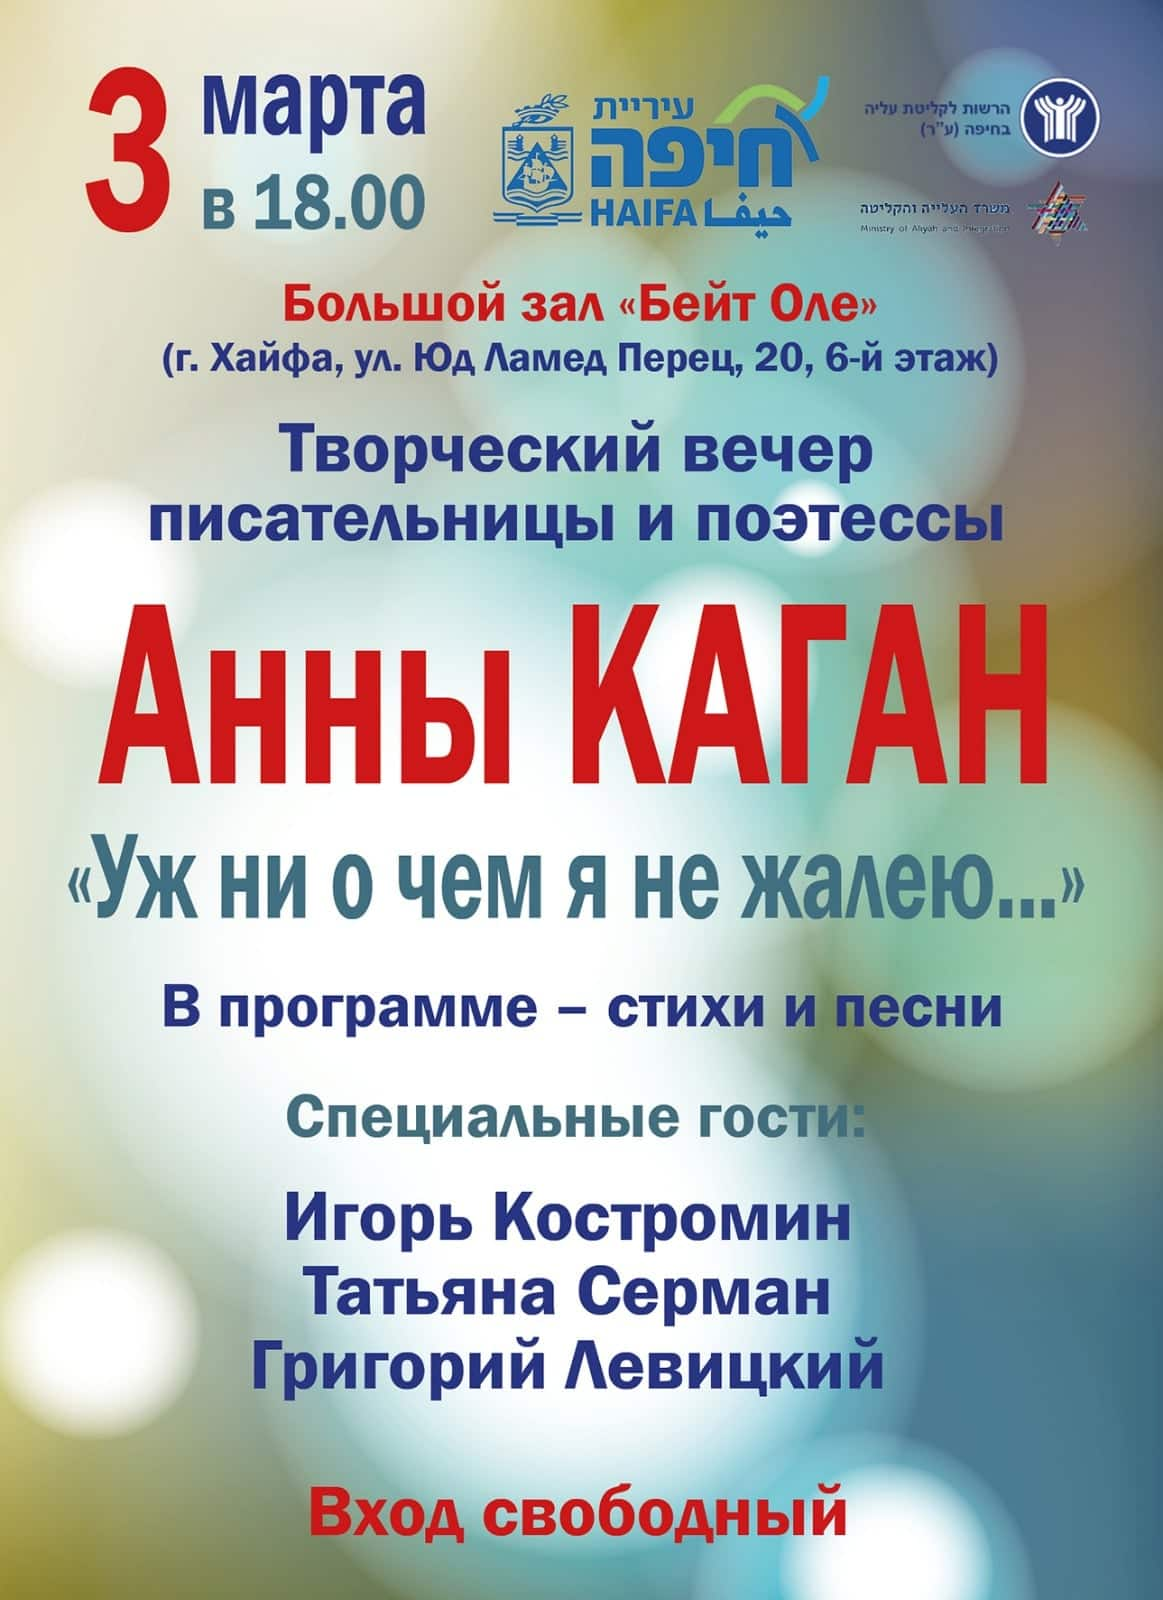 3 марта
в 18.00
עיריית
חיפה
HAIFA حيفا
הרשות לקליטת עליה
בחיפה (ע"ר)
משרד העלייה והקליטה
Ministry of Aliyah and Integration
Большой зал «Бейт Оле»
(г. Хайфа, ул. Юд Ламед Перец, 20, 6-й этаж)
Творческий вечер
писательницы и поэтессы
Анны КАГАН
«Уж ни о чем я не жалею...»
В программе – стихи и песни
Специальные гости:
Игорь Костромин
Татьяна Серман
Григорий Левицкий
Вход свободный